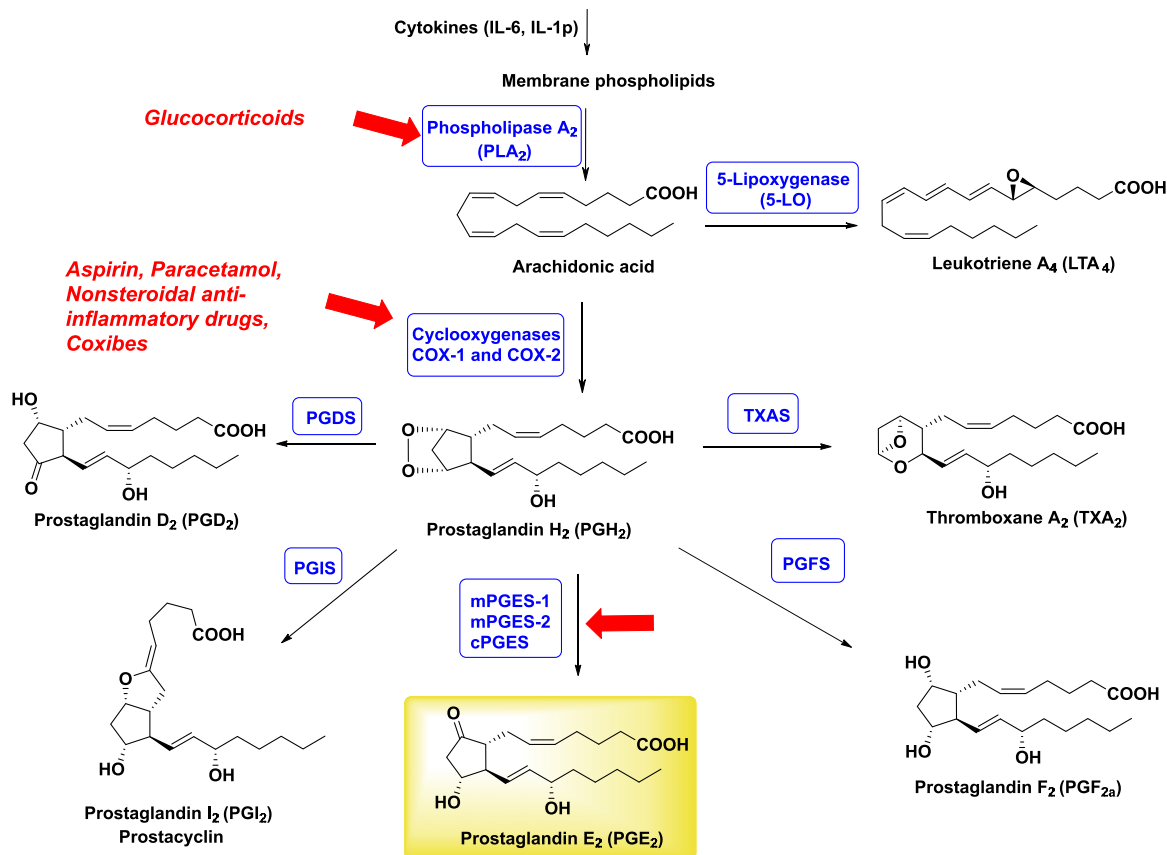 Cytokines (IL-6, IL-1p)
Membrane phospholipids
Glucocorticoids
Phospholipase A2
(PLA2)
COOH
5-Lipoxygenase
(5-LO)
O
COOH
Arachidonic acid
Leukotriene A4 (LTA4)
Aspirin, Paracetamol,
Nonsteroidal anti-
inflammatory drugs,
Coxibes
Cyclooxygenases
COX-1 and COX-2
HO
COOH
O
OH
Prostaglandin D2 (PGD2)
PGDS
O
O
COOH
OH
Prostaglandin H2 (PGH2)
TXAS
O
O
COOH
OH
Thromboxane A2 (TXA2)
PGIS
mPGES-1
mPGES-2
cPGES
PGFS
COOH
O
HO
OH
Prostaglandin I2 (PGI2)
Prostacyclin
O
COOH
HO
OH
Prostaglandin E2 (PGE2)
HO
COOH
HO
OH
Prostaglandin F2 (PGF2a)